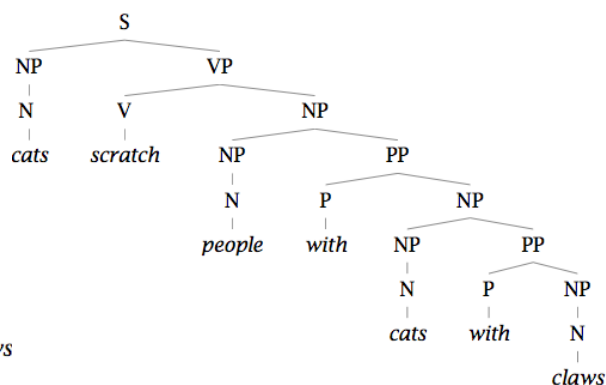 S
NP VP
N V NP
cats scratch NP PP
N P NP
people with NP PP
N P NP
cats with N
claws